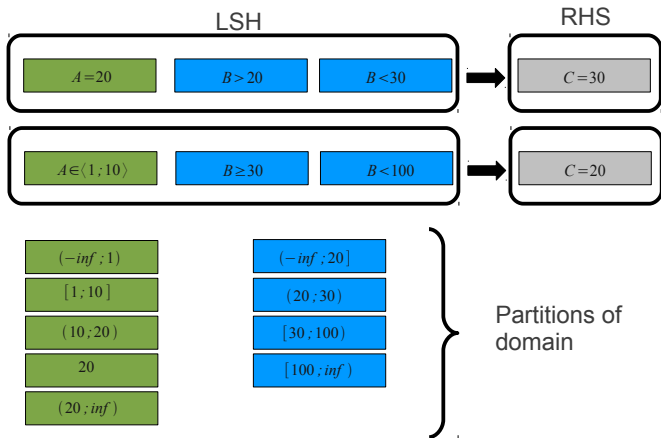 LSH RHS
A=20 B>20 B<30 C=30
A∈⟨1;10⟩ B≥30 B<100 C=20
(−inf;1) (−inf;20]
[1;10] (20;30)
(10;20) [30;100)
20 [100;inf)
(20;inf)
Partitions of
domain